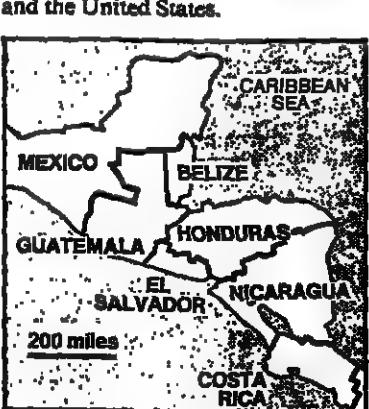 and the United States.
CARIBBEAN
SEA
MEXICO
BELIZE
GUATEMALA
HONDURAS
EL
SALVADOR
NICARAGUA
200 miles
COSTA
RICA